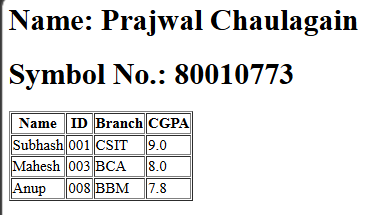 Name: Prajwal Chaulagain
Symbol No.: 80010773
Name ID Branch CGPA
Subhash 001 CSIT 9.0
Mahesh 003 BCA 8.0
Anup 008 BBM 7.8